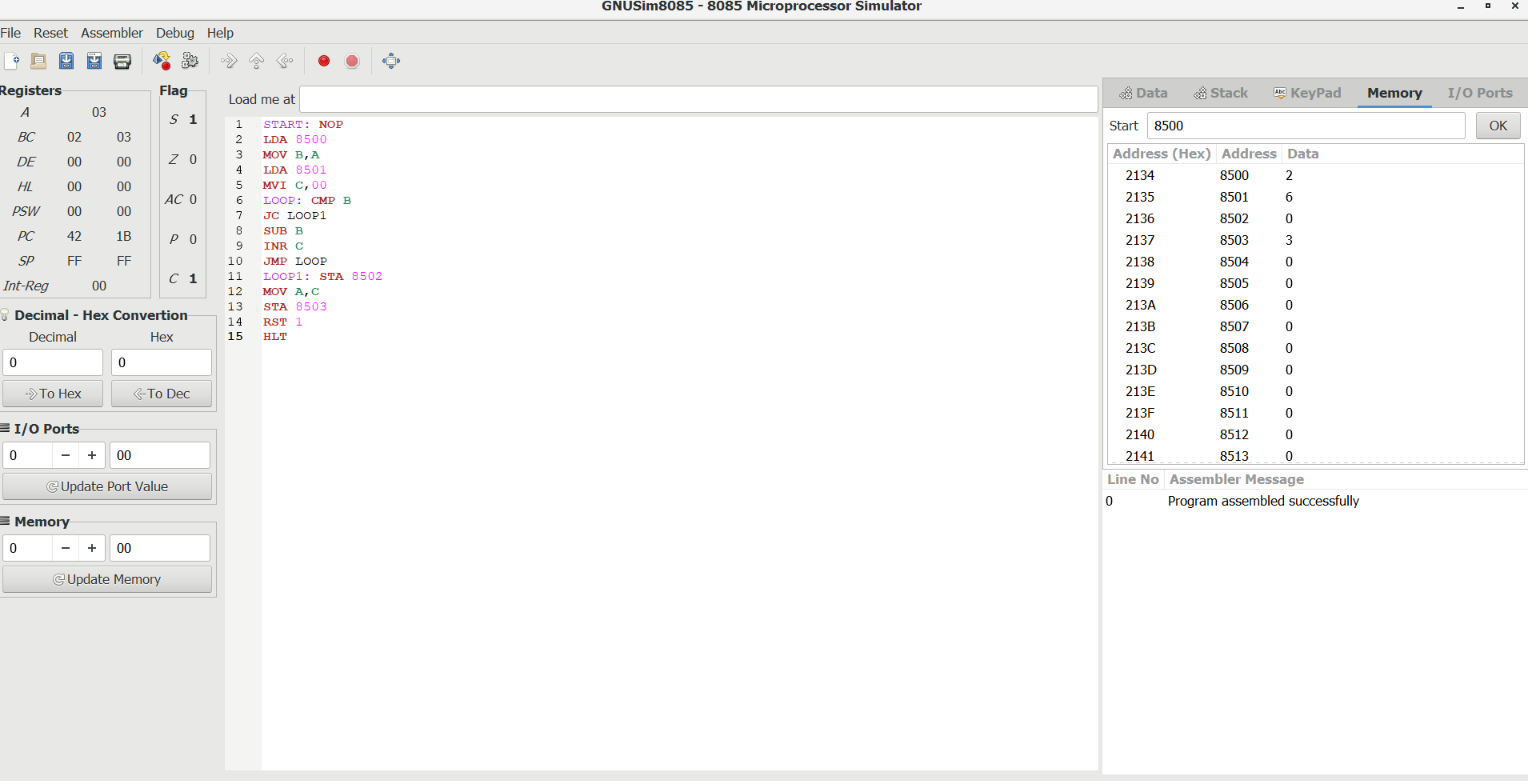 GNUSim8085 - 8085 Microprocessor Simulator
File Reset Assembler Debug Help
Registers
A 03
BC 02 03
DE 00 00
HL 00 00
PSW 00 00
PC 42 1B
SP FF FF
Int-Reg 00
Flag
S 1
Z 0
AC 0
P 0
C 1
Decimal - Hex Convertion
Decimal Hex
0 0
To Hex To Dec
I/O Ports
0 − + 00
Update Port Value
Memory
0 − + 00
Update Memory
Load me at
1 START: NOP
2 LDA 8500
3 MOV B,A
4 LDA 8501
5 MVI C,00
6 LOOP: CMP B
7 JC LOOP1
8 SUB B
9 INR C
10 JMP LOOP
11 LOOP1: STA 8502
12 MOV A,C
13 STA 8503
14 RST 1
15 HLT
Data Stack ABC KeyPad Memory I/O Ports
Start 8500 OK
Address (Hex) Address Data
2134 8500 2
2135 8501 6
2136 8502 0
2137 8503 3
2138 8504 0
2139 8505 0
213A 8506 0
213B 8507 0
213C 8508 0
213D 8509 0
213E 8510 0
213F 8511 0
2140 8512 0
2141 8513 0
Line No Assembler Message
0 Program assembled successfully